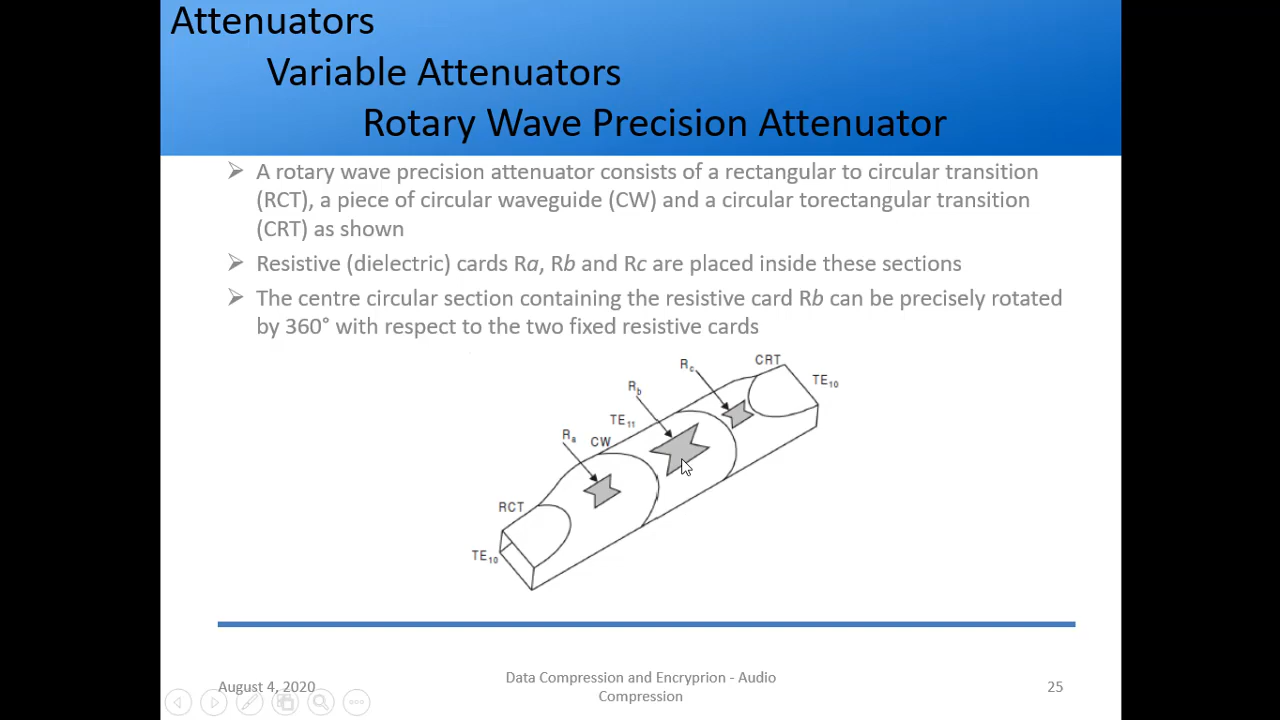 Attenuators
Variable Attenuators
Rotary Wave Precision Attenuator
A rotary wave precision attenuator consists of a rectangular to circular transition
(RCT), a piece of circular waveguide (CW) and a circular torectangular transition
(CRT) as shown
Resistive (dielectric) cards Ra, Rb and Rc are placed inside these sections
The centre circular section containing the resistive card Rb can be precisely rotated
by 360° with respect to the two fixed resistive cards
CRT
Rc
TE10
Rb
TE11
Ra
CW
RCT
TE10
August 4, 2020
Data Compression and Encryprion - Audio
Compression
25